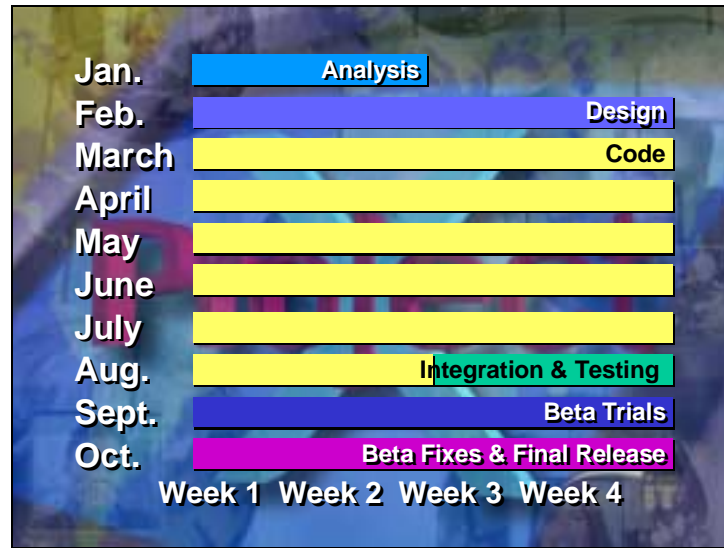 Jan. Analysis
Feb. Design
March Code
April
May
June
July
Aug. Integration & Testing
Sept. Beta Trials
Oct. Beta Fixes & Final Release
Week 1 Week 2 Week 3 Week 4